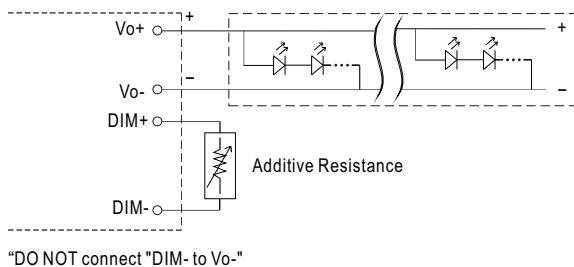 Vo+
+
+
Vo-
–
–
DIM+
Additive Resistance
DIM-
“DO NOT connect "DIM- to Vo-"